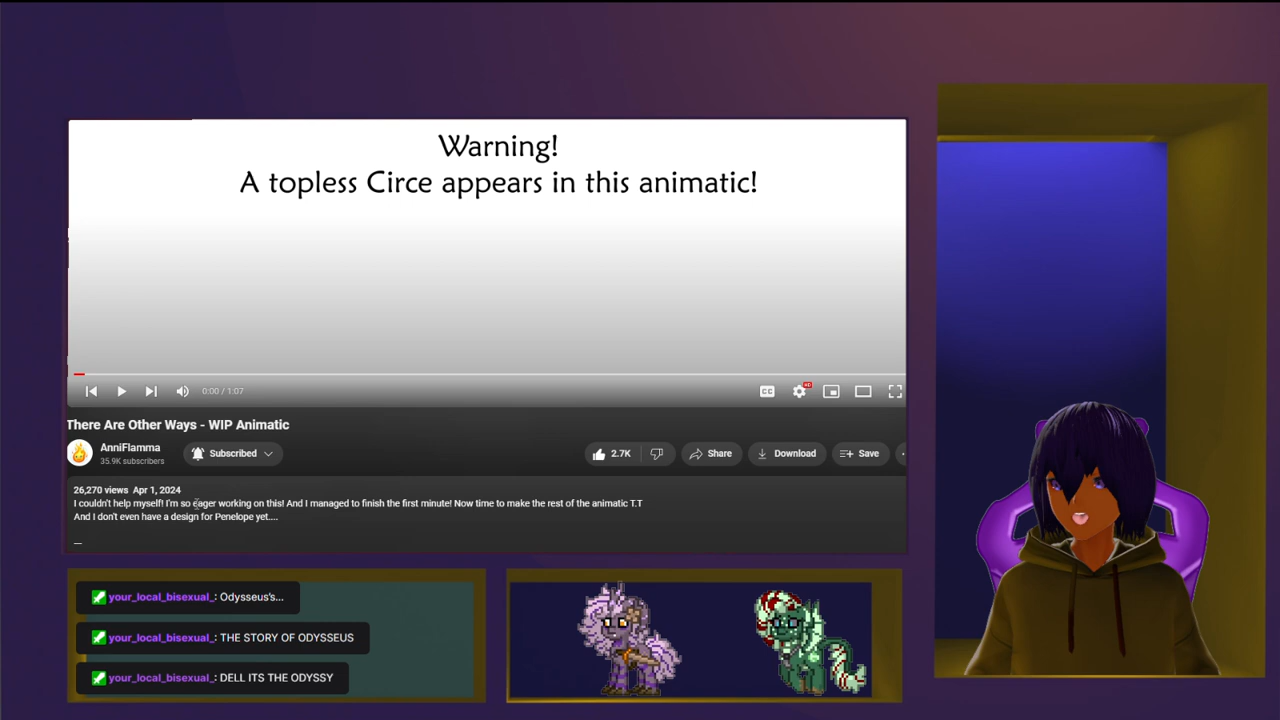 Warning!
A topless Circe appears in this animatic!
0:00 / 1:07
CC
HD
There Are Other Ways - WIP Animatic
AnniFlamma
35.9K subscribers
Subscribed
2.7K
Share
Download
Save
26,270 views Apr 1, 2024
I couldn't help myself! I'm so eager working on this! And I managed to finish the first minute! Now time to make the rest of the animatic T.T
And I don't even have a design for Penelope yet....
__
your_local_bisexual_: Odysseus's...
your_local_bisexual_: THE STORY OF ODYSSEUS
your_local_bisexual_: DELL ITS THE ODYSSY